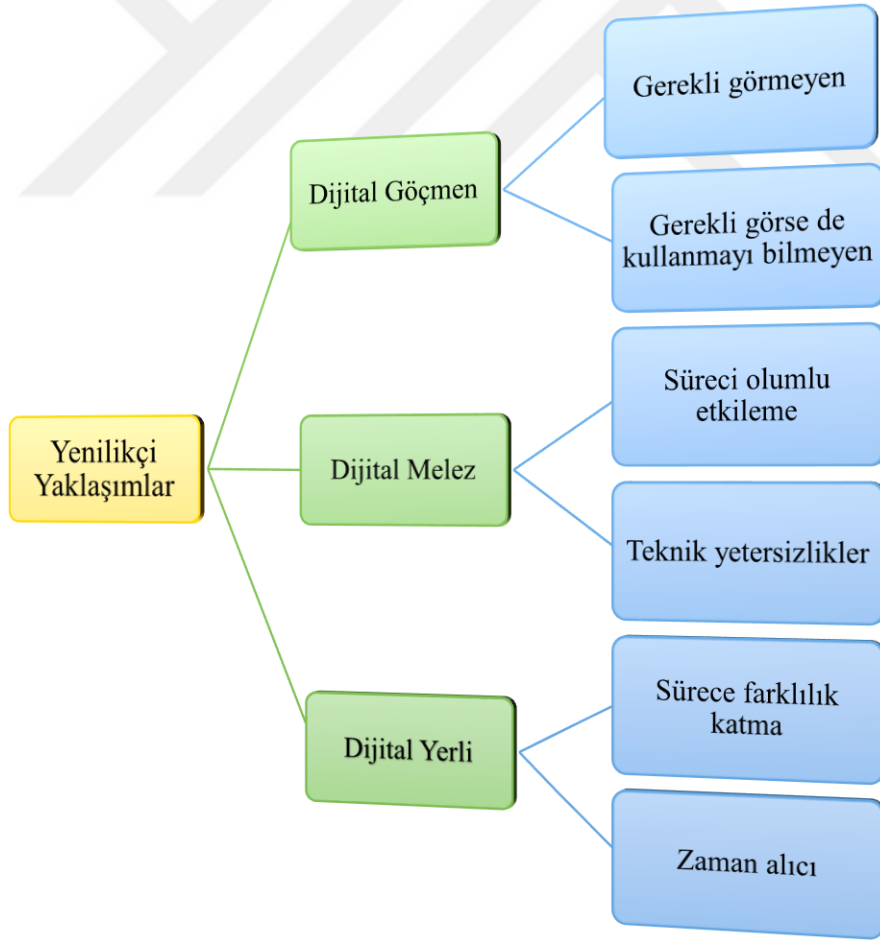 Yenilikçi
Yaklaşımlar
Dijital Göçmen
Gerekli görmeyen
Gerekli görse de
kullanmayı bilmeyen
Dijital Melez
Süreci olumlu
etkileme
Teknik yetersizlikler
Dijital Yerli
Sürece farklılık
katma
Zaman alıcı